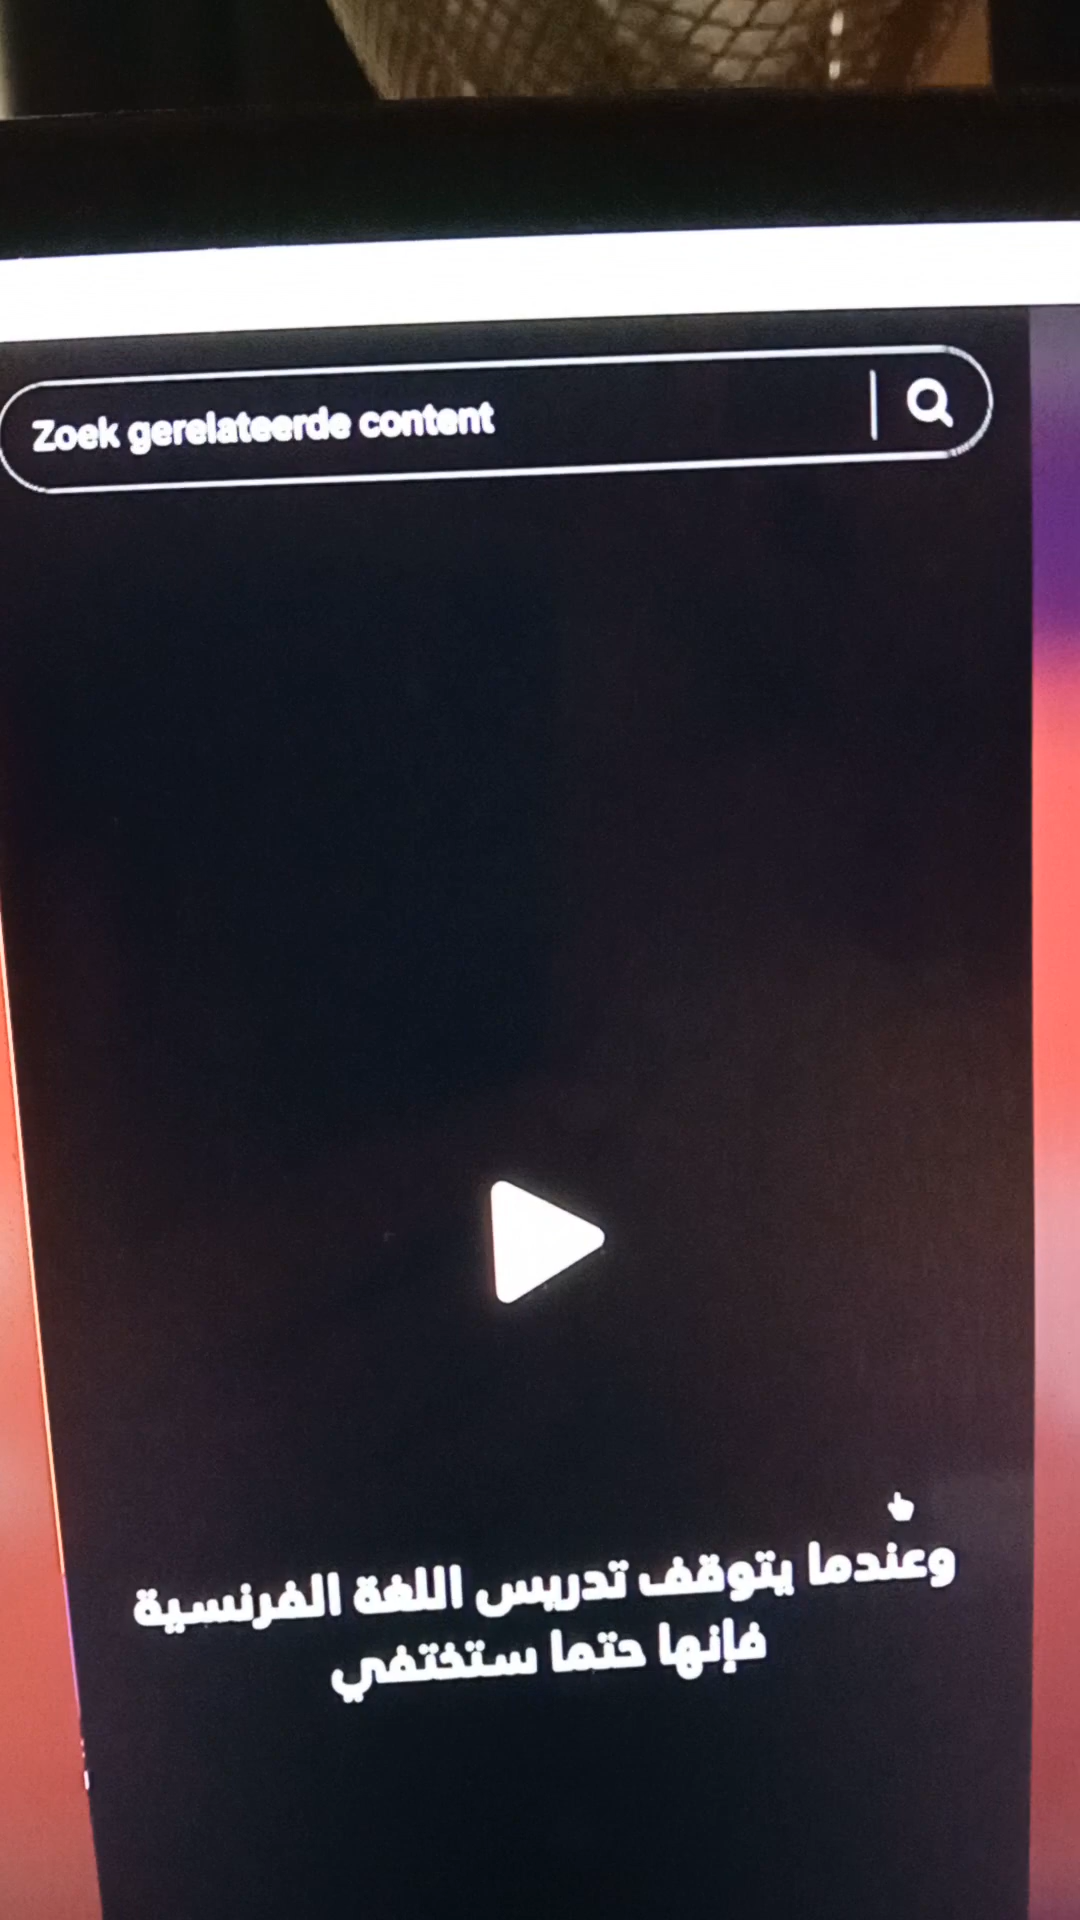 Zoek gerelateerde content
وعندما يتوقف تدريس اللغة الفرنسية
فإنها حتما ستختفي